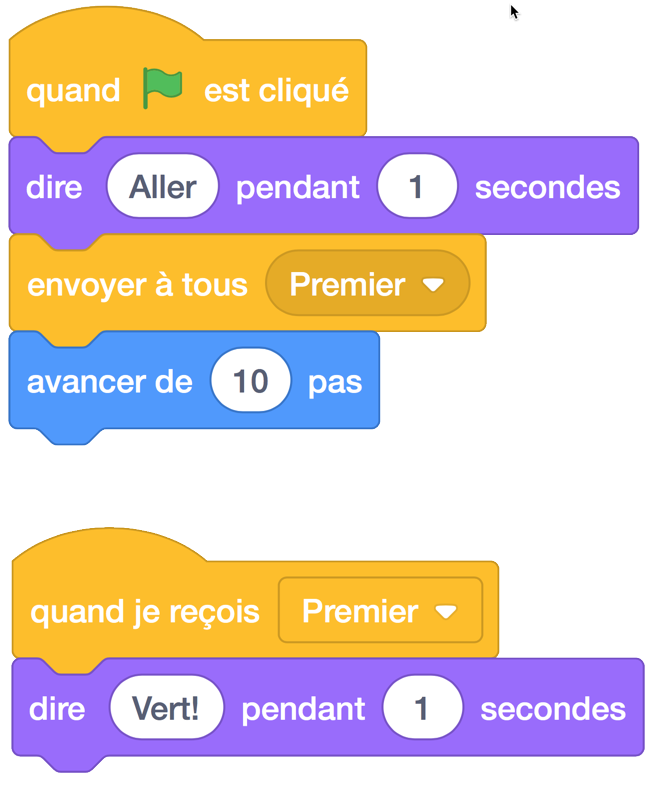 quand est cliqué
dire Aller pendant 1 secondes
envoyer à tous Premier
avancer de 10 pas
quand je reçois Premier
dire Vert! pendant 1 secondes